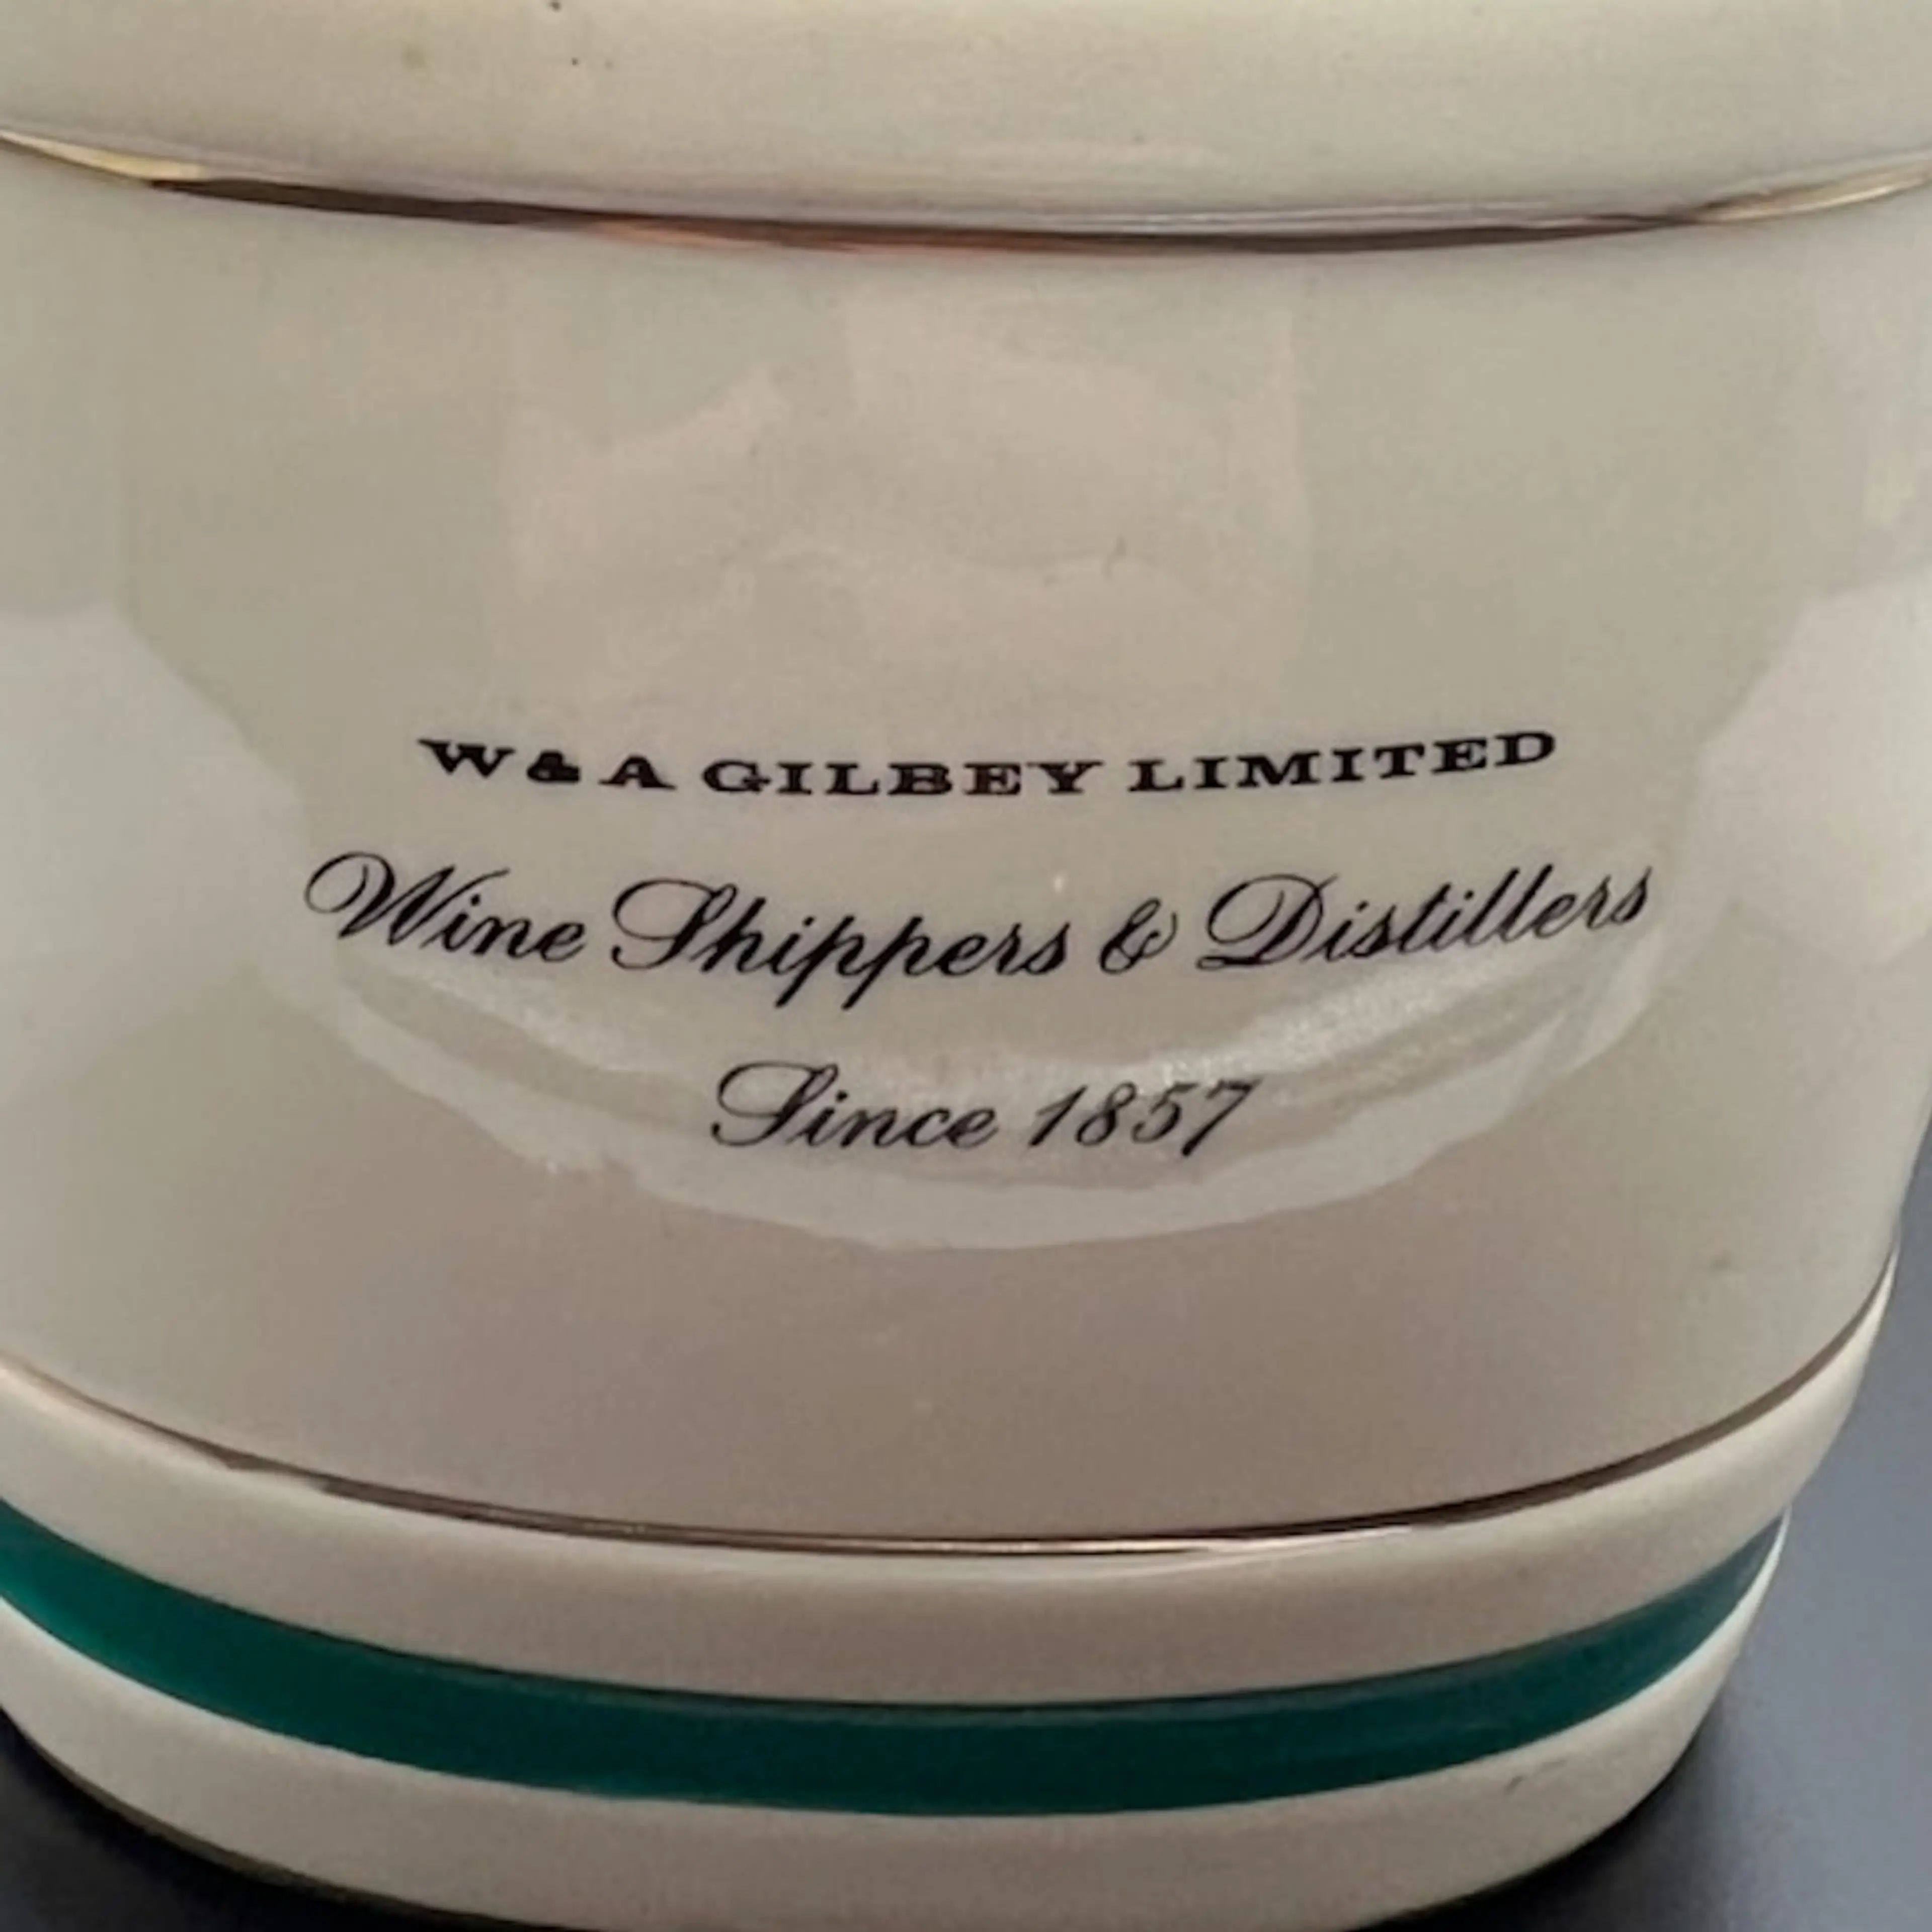 W & A GILBEY LIMITED
Wine Shippers & Distillers
Since 1857